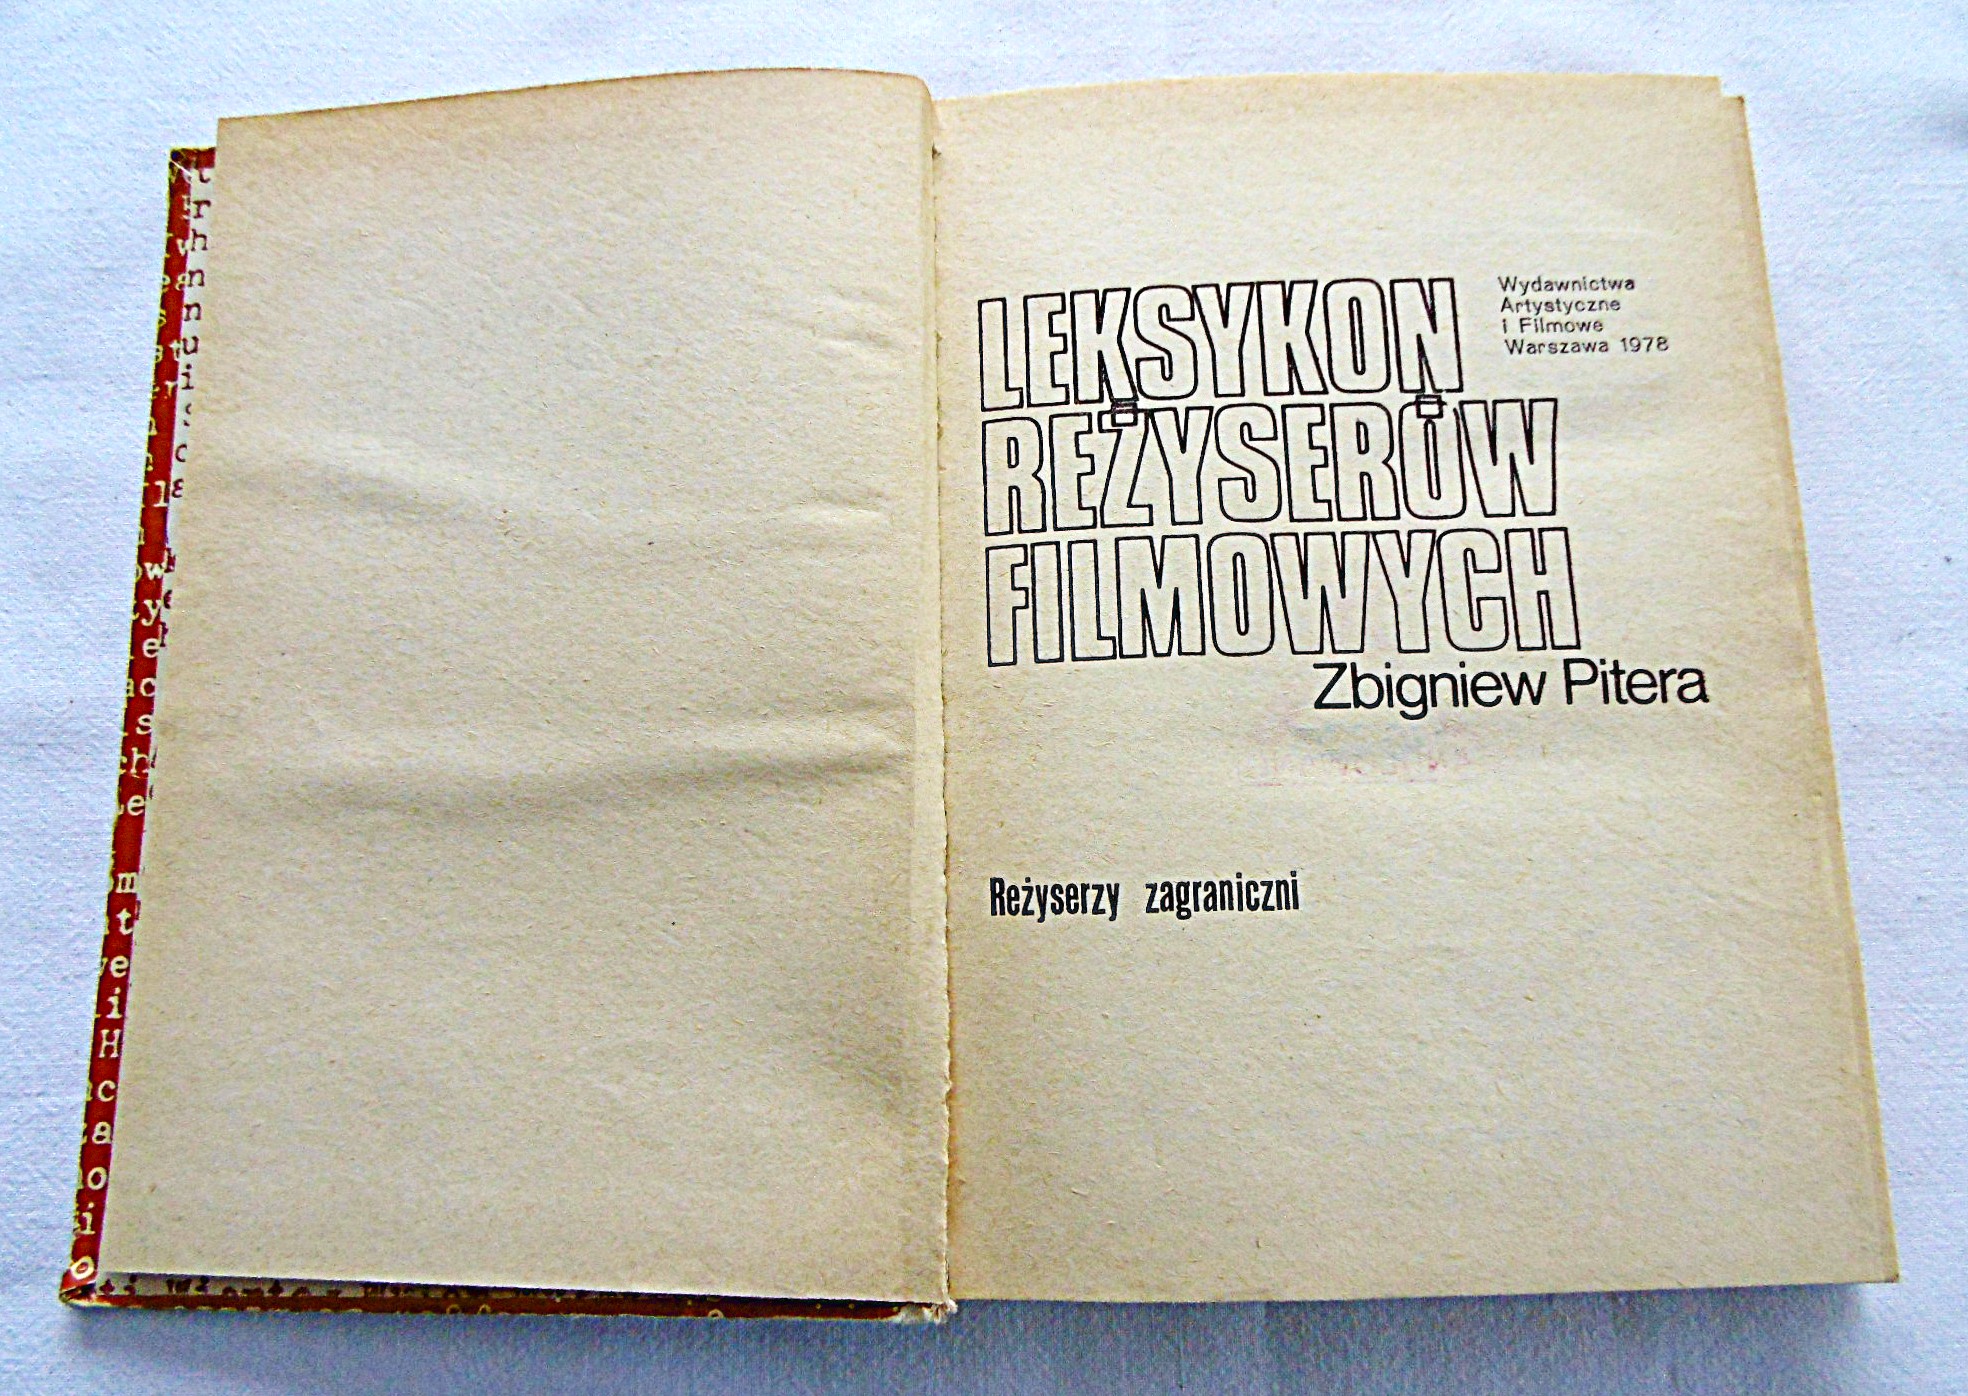 LEKSYKON
REŻYSERÓW
FILMOWYCH
Wydawnictwa
Artystyczne
i Filmowe
Warszawa 1978
Zbigniew Pitera
Reżyserzy zagraniczni